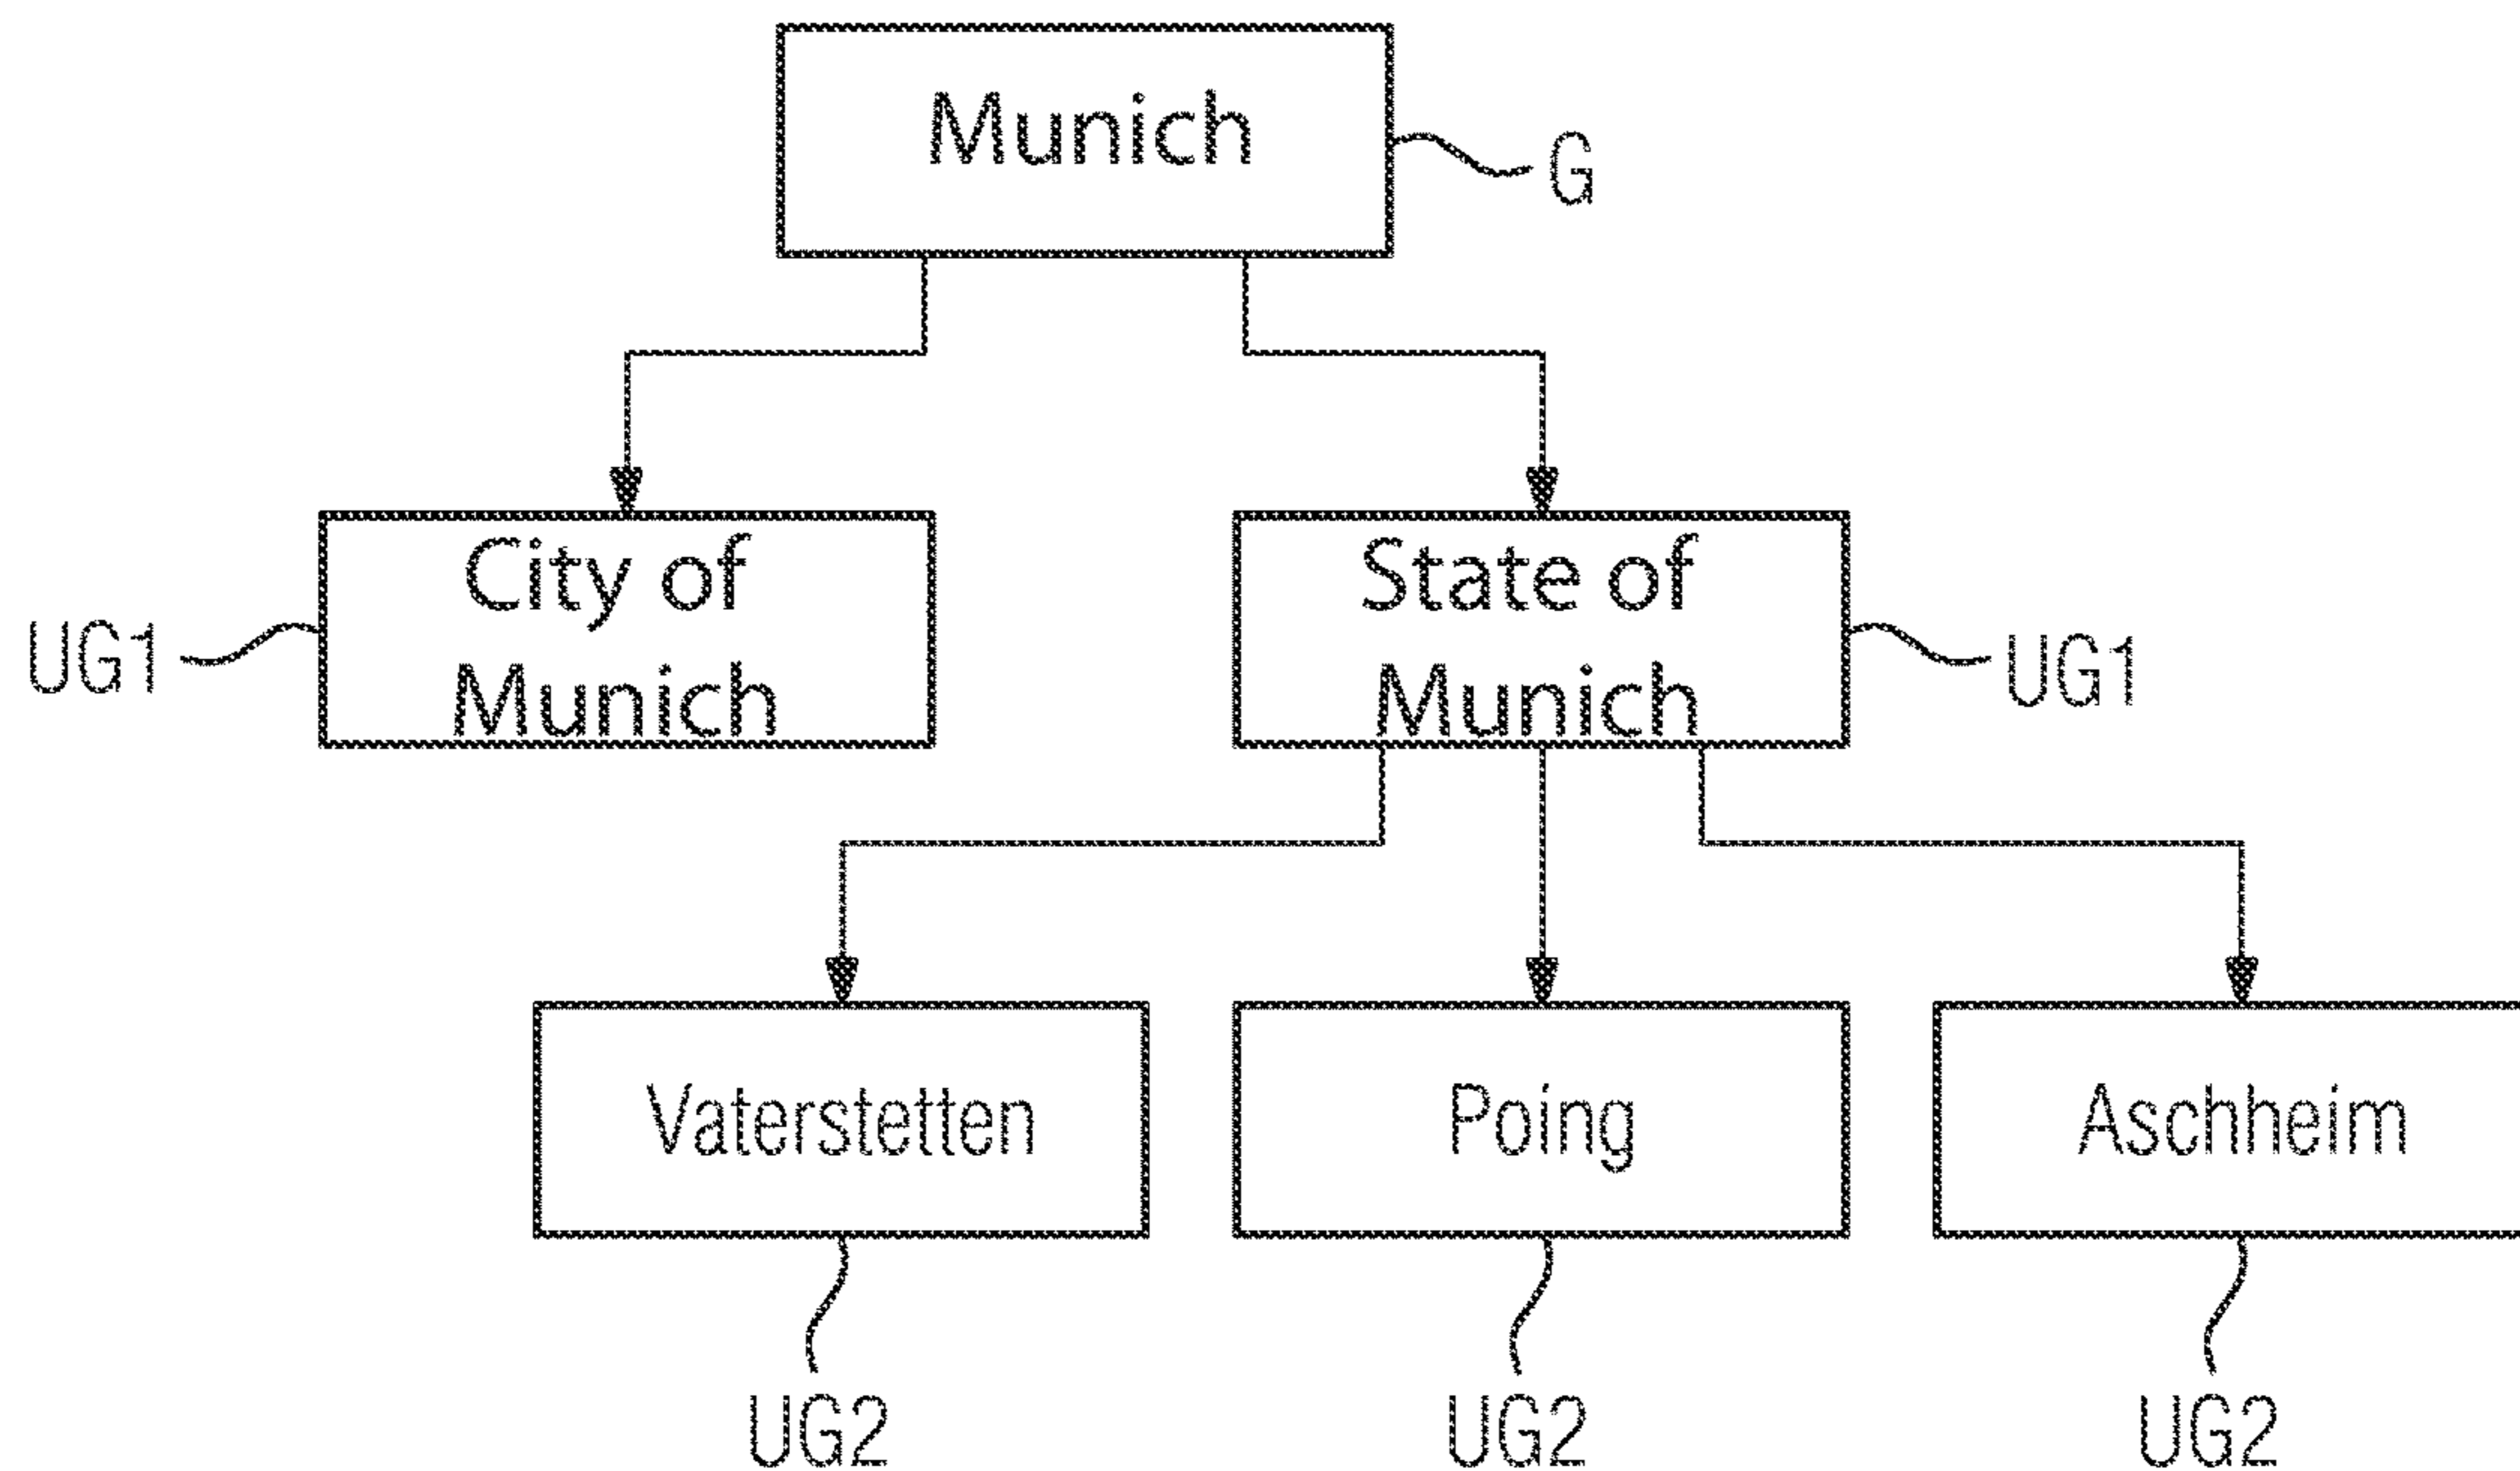 Munich
G
City of
Munich
UG1
State of
Munich
UG1
Vaterstetten
Poing
Aschheim
UG2
UG2
UG2